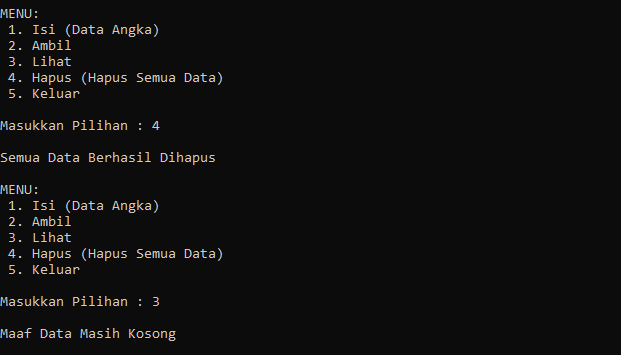 MENU:
1. Isi (Data Angka)
2. Ambil
3. Lihat
4. Hapus (Hapus Semua Data)
5. Keluar
Masukkan Pilihan : 4
Semua Data Berhasil Dihapus
MENU:
1. Isi (Data Angka)
2. Ambil
3. Lihat
4. Hapus (Hapus Semua Data)
5. Keluar
Masukkan Pilihan : 3
Maaf Data Masih Kosong